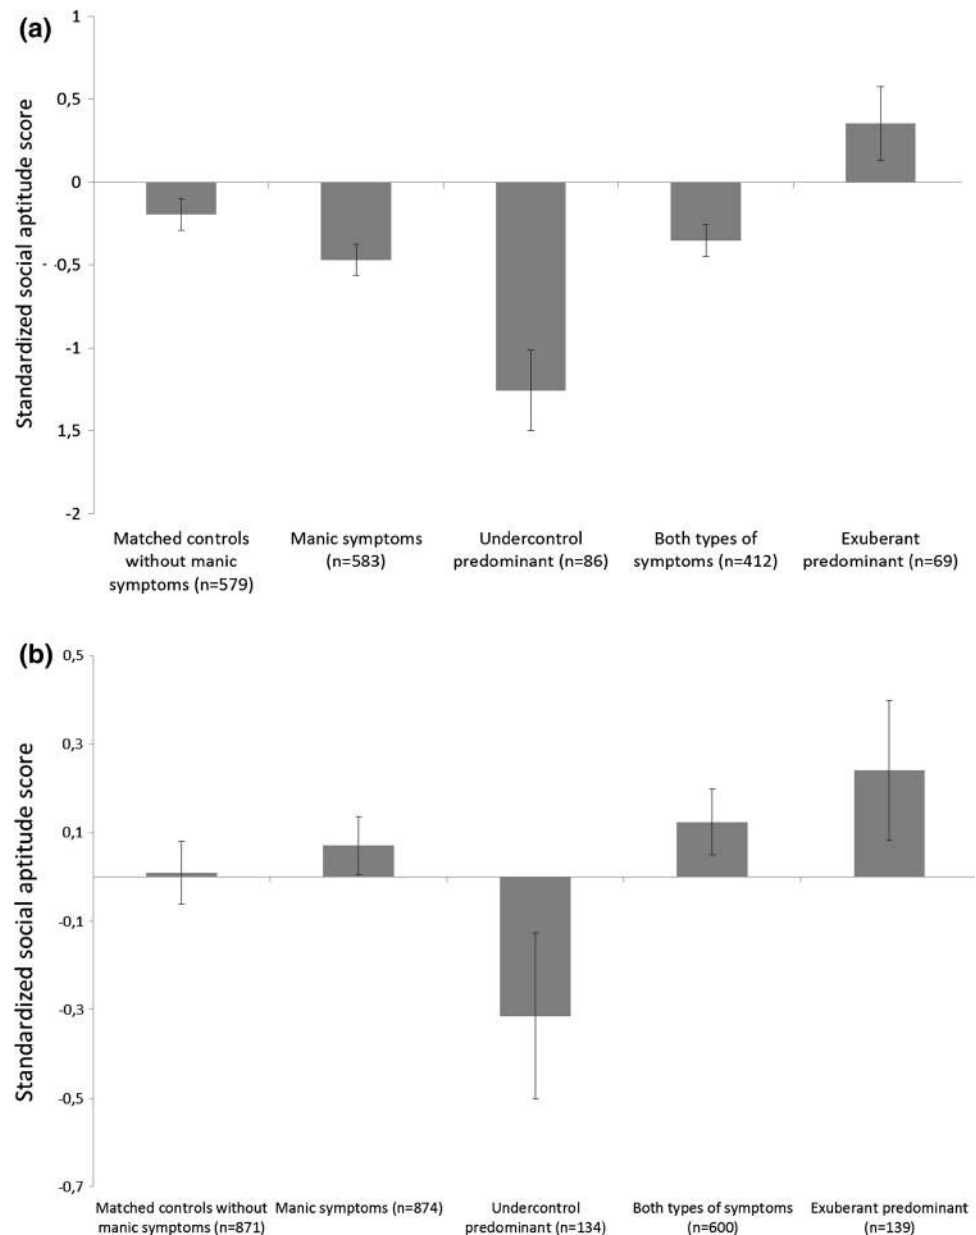 (a)
Standardized social aptitude score
1
0,5
0
-0,5
-1
1,5
-2
Matched controls
without manic
symptoms (n=579)
Manic symptoms
(n=583)
Undercontrol
predominant (n=86)
Both types of
symptoms (n=412)
Exuberant
predominant (n=69)
(b)
Standardized social aptitude score
0,5
0,3
0,1
-0,1
-0,3
-0,5
-0,7
Matched controls without
manic symptoms (n=871)
Manic symptoms (n=874)
Undercontrol
predominant (n=134)
Both types of symptoms
(n=600)
Exuberant predominant
(n=139)